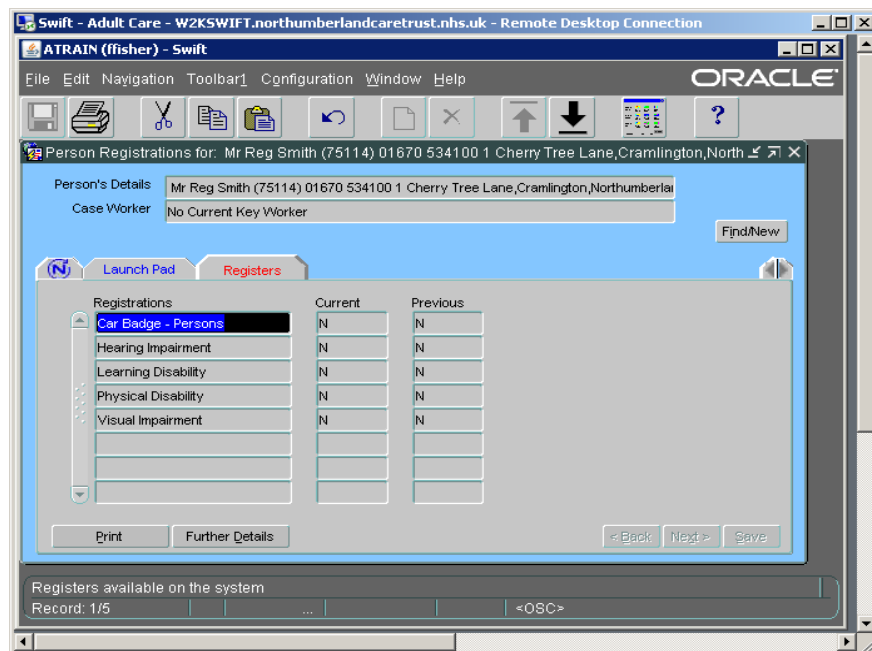 Swift - Adult Care - W2KSWIFT.northumberlandcaretrust.nhs.uk - Remote Desktop Connection
ATRAIN (ffisher) - Swift
File Edit Navigation Toolbar1 Configuration Window Help ORACLE
?
Person Registrations for: Mr Reg Smith (75114) 01670 534100 1 Cherry Tree Lane,Cramlington,North
Person's Details Mr Reg Smith (75114) 01670 534100 1 Cherry Tree Lane,Cramlington,Northumberlai
Case Worker No Current Key Worker
Find/New
N Launch Pad Registers
Registrations Current Previous
Car Badge - Persons N N
Hearing Impairment N N
Learning Disability N N
Physical Disability N N
Visual Impairment N N
Print Further Details < Back Next > Save
Registers available on the system
Record: 1/5 ... <OSC>